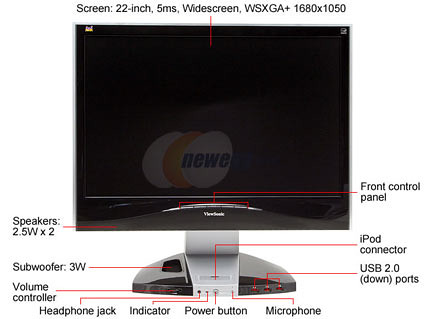 Screen: 22-inch, 5ms, Widescreen, WSXGA+ 1680x1050
newe
Front control
panel
ViewSonic
Speakers:
2.5W x 2
iPod
connector
Subwoofer: 3W
USB 2.0
(down) ports
Volume
controller
Headphone jack
Indicator
Power button
Microphone